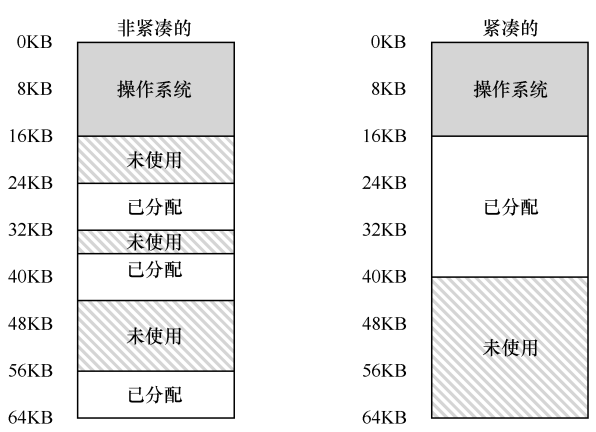 非紧凑的
0KB
8KB
16KB
24KB
32KB
40KB
48KB
56KB
64KB
操作系统
未使用
已分配
未使用
已分配
未使用
已分配
紧凑的
0KB
8KB
16KB
24KB
32KB
40KB
48KB
56KB
64KB
操作系统
已分配
未使用